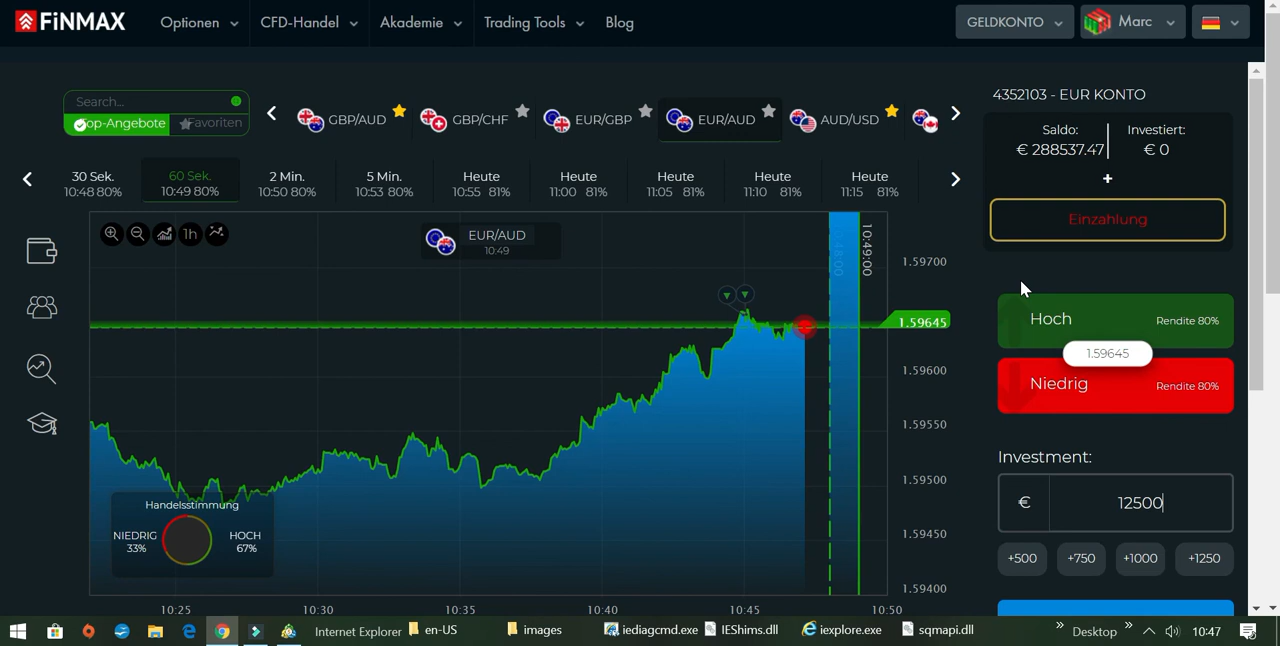 FiNMAX
Optionen
CFD-Handel
Akademie
Trading Tools
Blog
GELDKONTO
Marc
Search...
Top-Angebote
Favoriten
GBP/AUD
GBP/CHF
EUR/GBP
EUR/AUD
AUD/USD
4352103 - EUR KONTO
Saldo:
€ 288537.47
Investiert:
€ 0
+
Einzahlung
30 Sek.
10:48 80%
60 Sek.
10:49 80%
2 Min.
10:50 80%
5 Min.
10:53 80%
Heute
10:55 81%
Heute
11:00 81%
Heute
11:05 81%
Heute
11:10 81%
Heute
11:15 81%
1h
EUR/AUD
10:49
10:48:00
10:49:00
1.59700
1.59645
1.59600
1.59550
1.59500
1.59450
1.59400
Handelsstimmung
NIEDRIG
33%
HOCH
67%
10:25
10:30
10:35
10:40
10:45
10:50
Hoch
Rendite 80%
1.59645
Niedrig
Rendite 80%
Investment:
€
12500
+500
+750
+1000
+1250
Internet Explorer
en-US
images
iediagcmd.exe
IEShims.dll
iexplore.exe
sqmapi.dll
Desktop
10:47